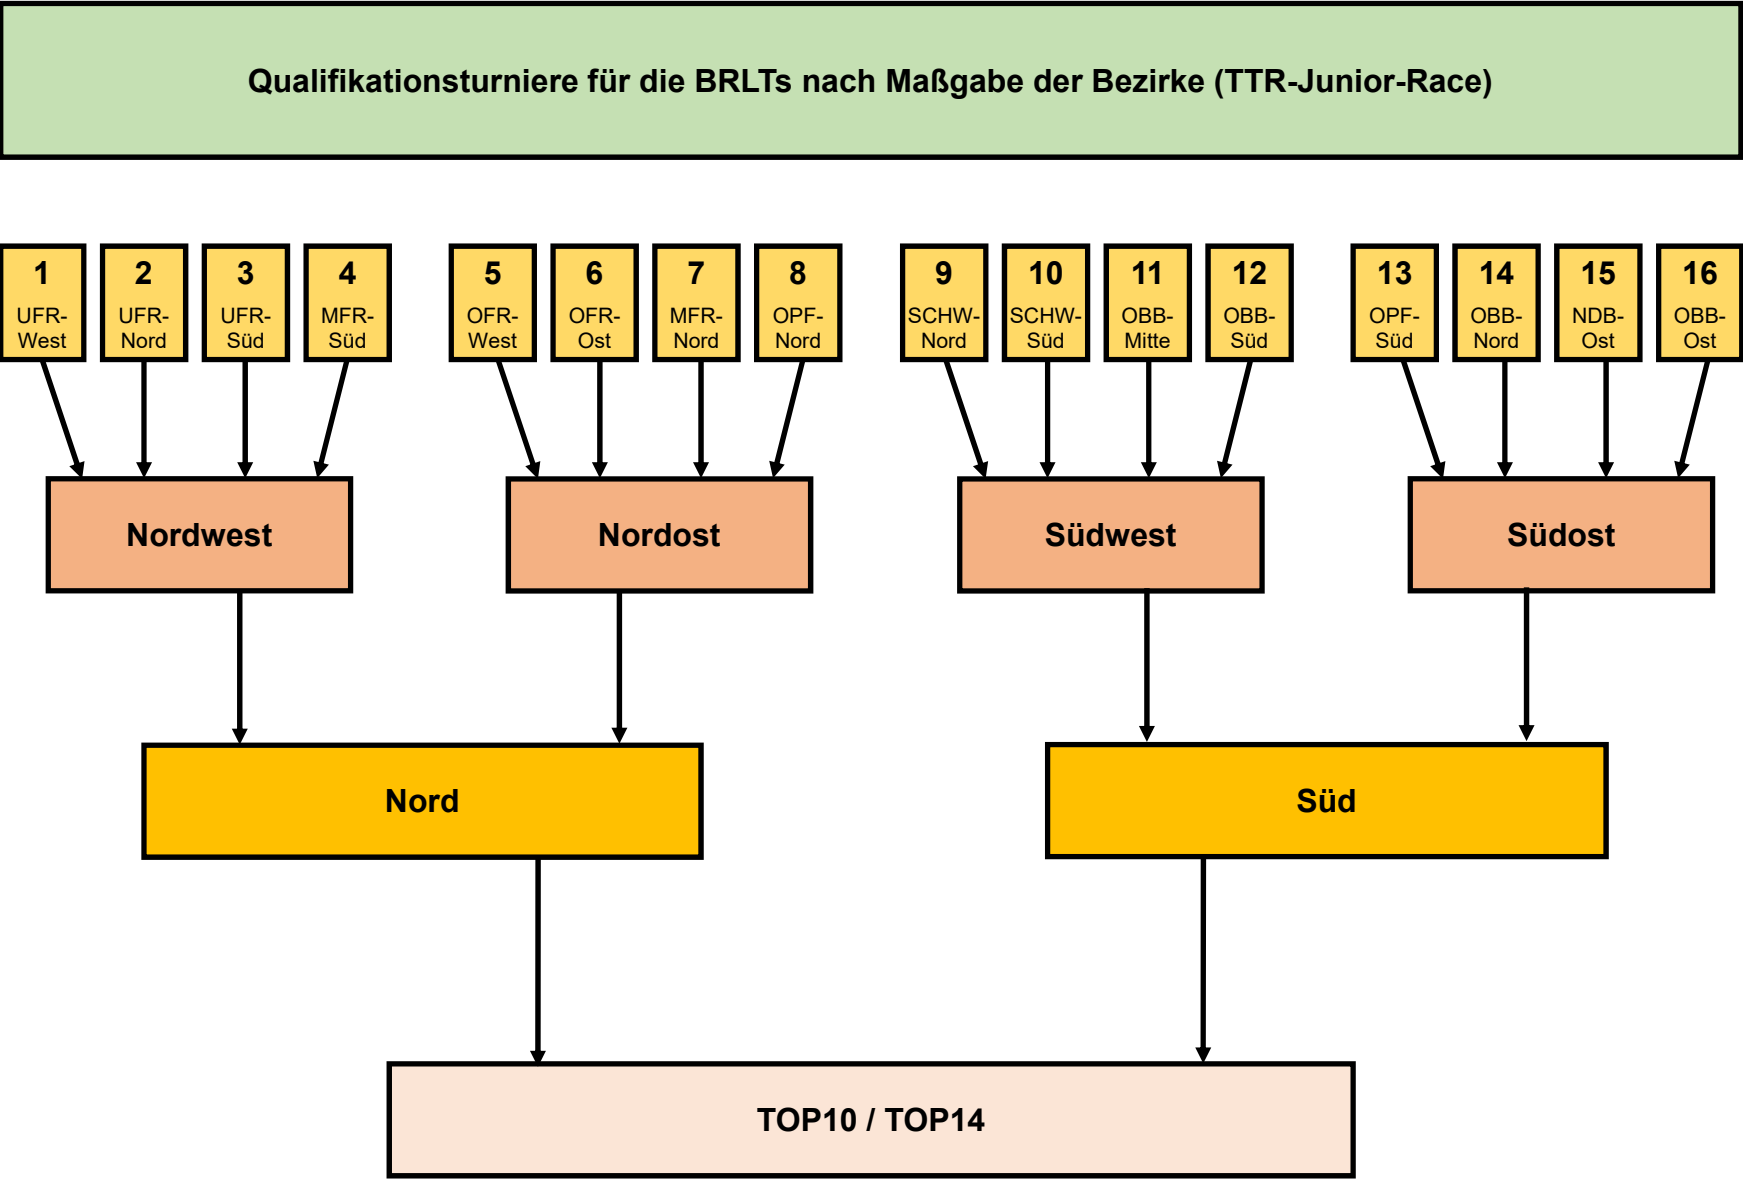 Qualifikationsturniere für die BRLTs nach Maßgabe der Bezirke (TTR-Junior-Race)
1
UFR-
West
2
UFR-
Nord
3
UFR-
Süd
4
MFR-
Süd
5
OFR-
West
6
OFR-
Ost
7
MFR-
Nord
8
OPF-
Nord
9
SCHW-
Nord
10
SCHW-
Süd
11
OBB-
Mitte
12
OBB-
Süd
13
OPF-
Süd
14
OBB-
Nord
15
NDB-
Ost
16
OBB-
Ost
Nordwest
Nordost
Südwest
Südost
Nord
Süd
TOP10 / TOP14